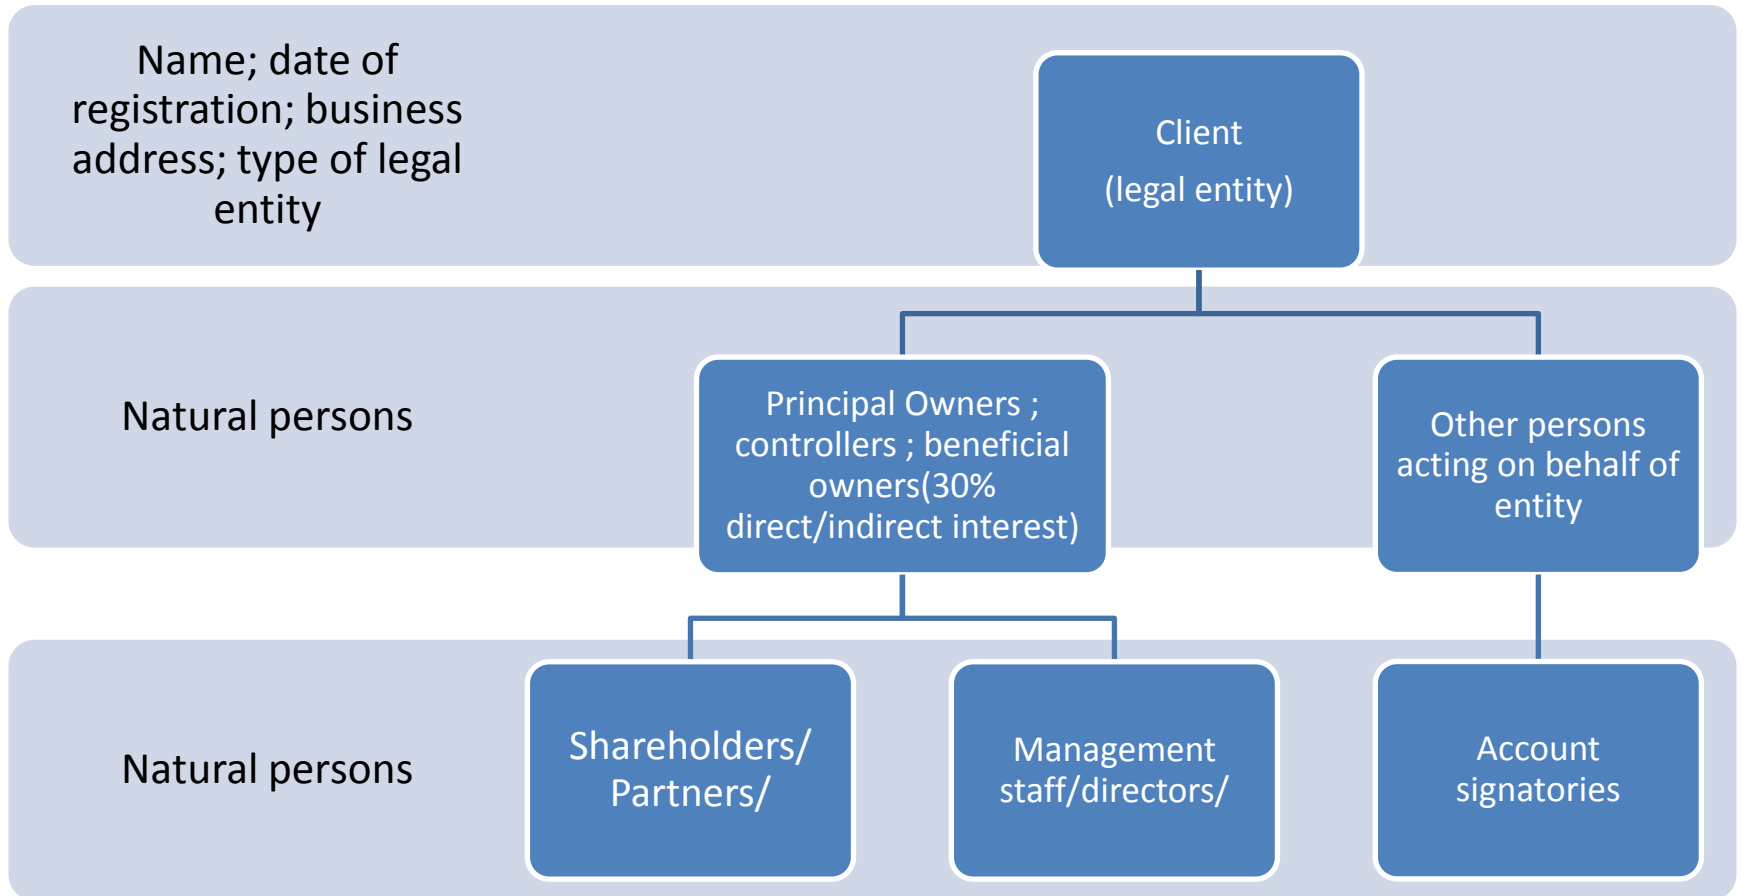 Name; date of
registration; business
address; type of legal
entity
Client
(legal entity)
Natural persons
Principal Owners ;
controllers ; beneficial
owners(30%
direct/indirect interest)
Other persons
acting on behalf of
entity
Natural persons
Shareholders/
Partners/
Management
staff/directors/
Account
signatories